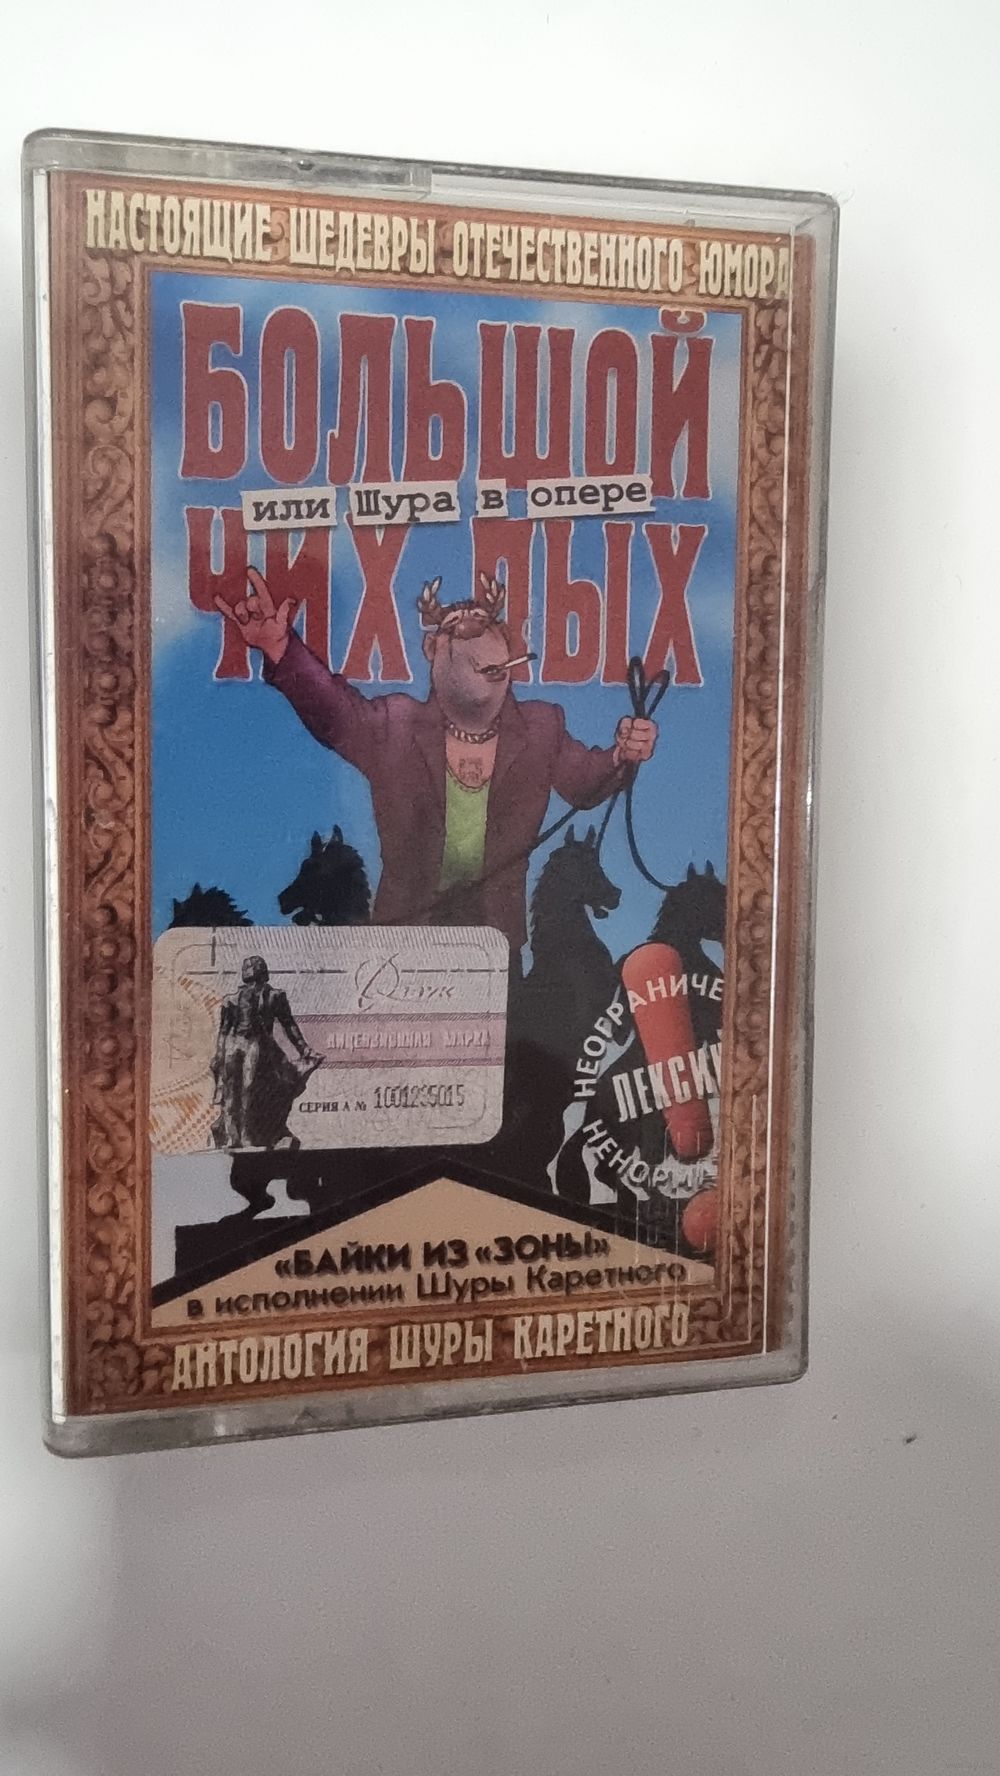 НАСТОЯЩИЕ ШЕДЕВРЫ ОТЕЧЕСТВЕННОГО ЮМОРА
БОЛЬШОЙ
или Шура в опере
ЧИХ ПЫХ
ЛИЦЕНЗИОННАЯ МАРКА
СЕРИЯ А №
НЕОГРАНИЧЕ
ЛЕКСИК
НЕНОРМ
«БАЙКИ ИЗ «ЗОНЫ»
в исполнении Шуры Каретного
АНТОЛОГИЯ ШУРЫ КАРЕТНОГО